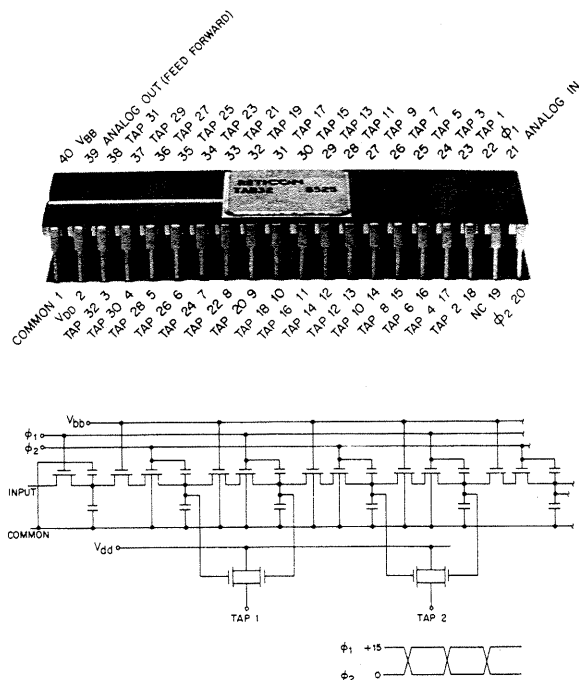 40 VBB
39 ANALOG OUT (FEED FORWARD)
38 TAP 31
37 TAP 29
36 TAP 27
35 TAP 25
34 TAP 23
33 TAP 21
32 TAP 19
31 TAP 17
30 TAP 15
29 TAP 13
28 TAP 11
27 TAP 9
26 TAP 7
25 TAP 5
24 TAP 3
23 TAP 1
22 ϕ1
21 ANALOG IN
RETICON
TAD32
COMMON 1
VDD 2
TAP 32 3
TAP 30 4
TAP 28 5
TAP 26 6
TAP 24 7
TAP 22 8
TAP 20 9
TAP 18 10
TAP 16 11
TAP 14 12
TAP 12 13
TAP 10 14
TAP 8 15
TAP 6 16
TAP 4 17
TAP 2 18
NC 19
ϕ2 20
Vbb
ϕ1
ϕ2
INPUT
COMMON
Vdd
TAP 1
TAP 2
ϕ1 +15
ϕ2 0